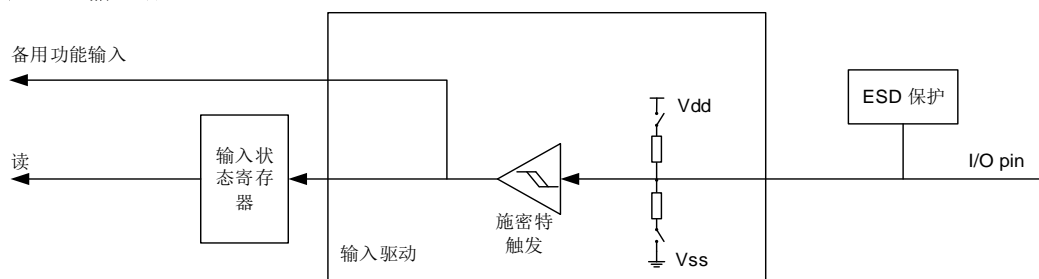 备用功能输入
ESD 保护
Vdd
读
输入状
态寄存
器
I/O pin
施密特
触发
输入驱动
Vss